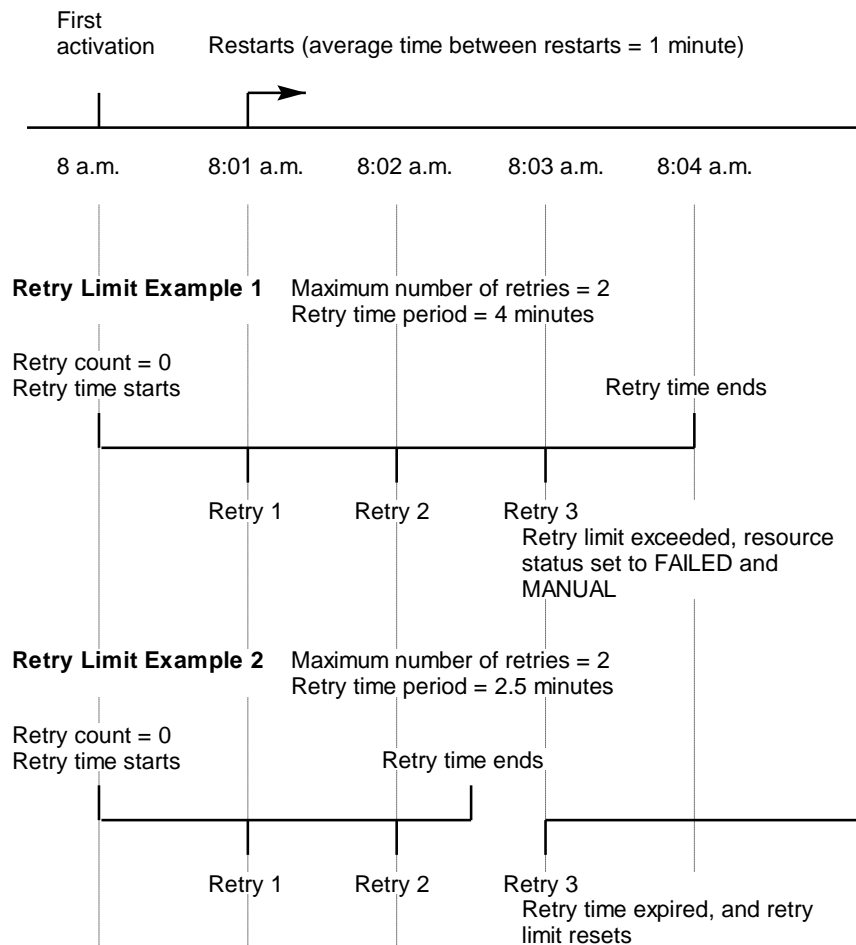 First
activation
Restarts (average time between restarts = 1 minute)
8 a.m.
8:01 a.m.
8:02 a.m.
8:03 a.m.
8:04 a.m.
Retry Limit Example 1
Maximum number of retries = 2
Retry time period = 4 minutes
Retry count = 0
Retry time starts
Retry time ends
Retry 1
Retry 2
Retry 3
Retry limit exceeded, resource
status set to FAILED and
MANUAL
Retry Limit Example 2
Maximum number of retries = 2
Retry time period = 2.5 minutes
Retry count = 0
Retry time starts
Retry time ends
Retry 1
Retry 2
Retry 3
Retry time expired, and retry
limit resets